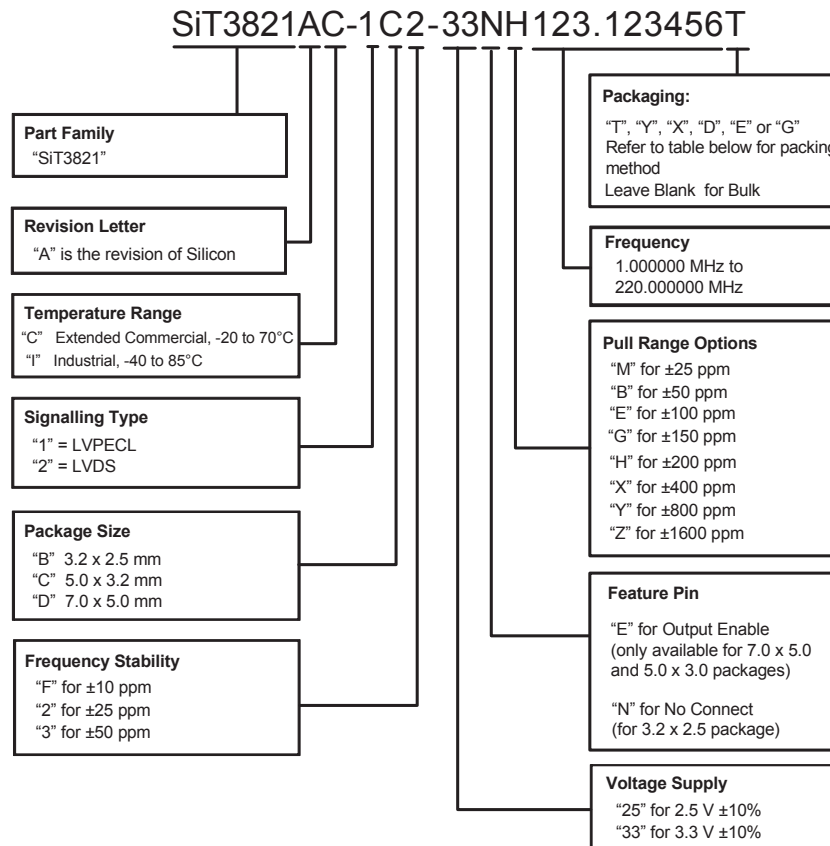 SiT3821AC-1C2-33NH123.123456T
Part Family
“SiT3821”
Revision Letter
“A” is the revision of Silicon
Temperature Range
“C” Extended Commercial, -20 to 70°C
“I” Industrial, -40 to 85°C
Signalling Type
“1” = LVPECL
“2” = LVDS
Package Size
“B” 3.2 x 2.5 mm
“C” 5.0 x 3.2 mm
“D” 7.0 x 5.0 mm
Frequency Stability
“F” for ±10 ppm
“2” for ±25 ppm
“3” for ±50 ppm
Packaging:
“T”, “Y”, “X”, “D”, “E” or “G”
Refer to table below for packing
method
Leave Blank for Bulk
Frequency
1.000000 MHz to
220.000000 MHz
Pull Range Options
“M” for ±25 ppm
“B” for ±50 ppm
“E” for ±100 ppm
“G” for ±150 ppm
“H” for ±200 ppm
“X” for ±400 ppm
“Y” for ±800 ppm
“Z” for ±1600 ppm
Feature Pin
“E” for Output Enable
(only available for 7.0 x 5.0
and 5.0 x 3.0 packages)
“N” for No Connect
(for 3.2 x 2.5 package)
Voltage Supply
“25” for 2.5 V ±10%
“33” for 3.3 V ±10%